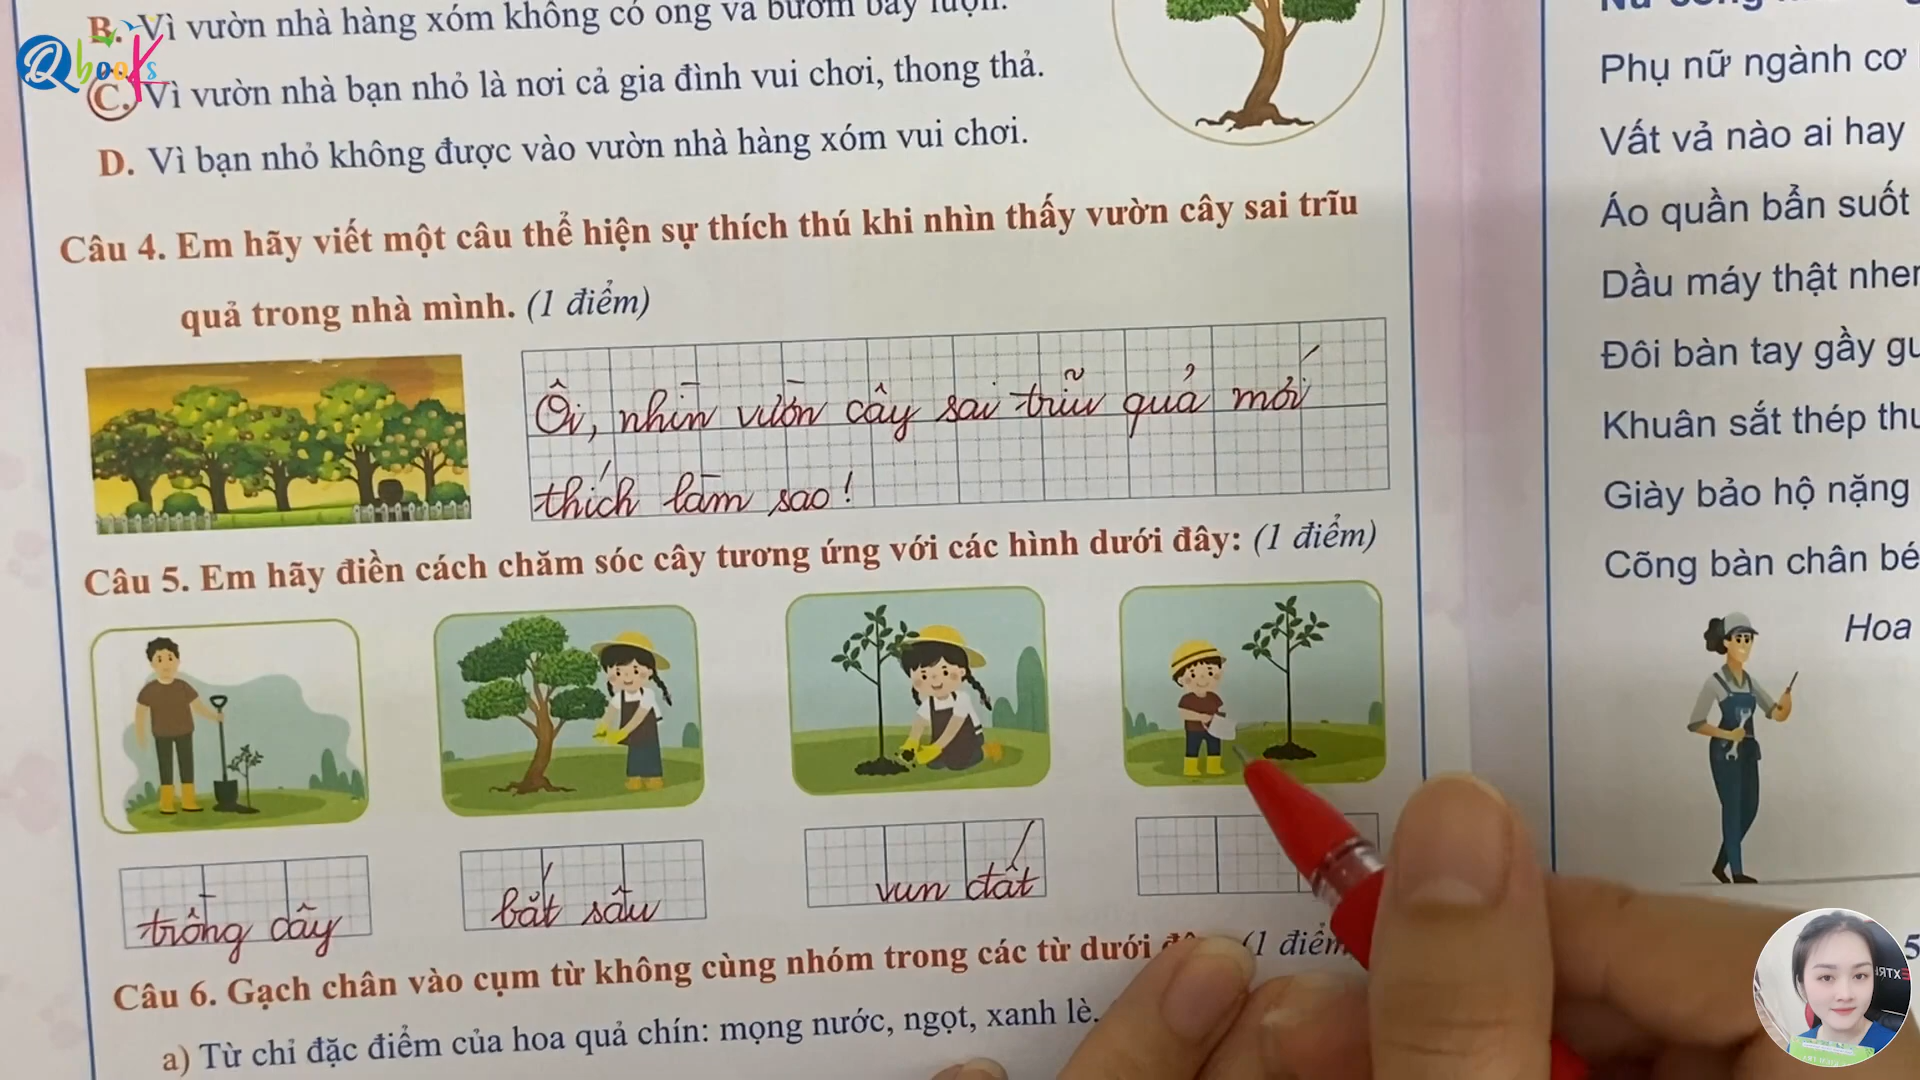 B. Vì vườn nhà hàng xóm không có ong và bướm bay lượn.
Qbooks
C. Vì vườn nhà bạn nhỏ là nơi cả gia đình vui chơi, thong thả.
D. Vì bạn nhỏ không được vào vườn nhà hàng xóm vui chơi.
Câu 4. Em hãy viết một câu thể hiện sự thích thú khi nhìn thấy vườn cây sai trĩu
quả trong nhà mình. (1 điểm)
Ôi, nhìn vườn cây sai trĩu quả mới
thích làm sao!
Câu 5. Em hãy điền cách chăm sóc cây tương ứng với các hình dưới đây: (1 điểm)
trồng cây
bắt sâu
vun đất
Câu 6. Gạch chân vào cụm từ không cùng nhóm trong các từ dưới (1 điểm
a) Từ chỉ đặc điểm của hoa quả chín: mọng nước, ngọt, xanh lè.
Phụ nữ ngành cơ
Vất vả nào ai hay
Áo quần bẩn suốt
Dầu máy thật
Đôi bàn tay gầy
Khuân sắt thép
Giày bảo hộ nặng
Cõng bàn chân bé
Hoa
5